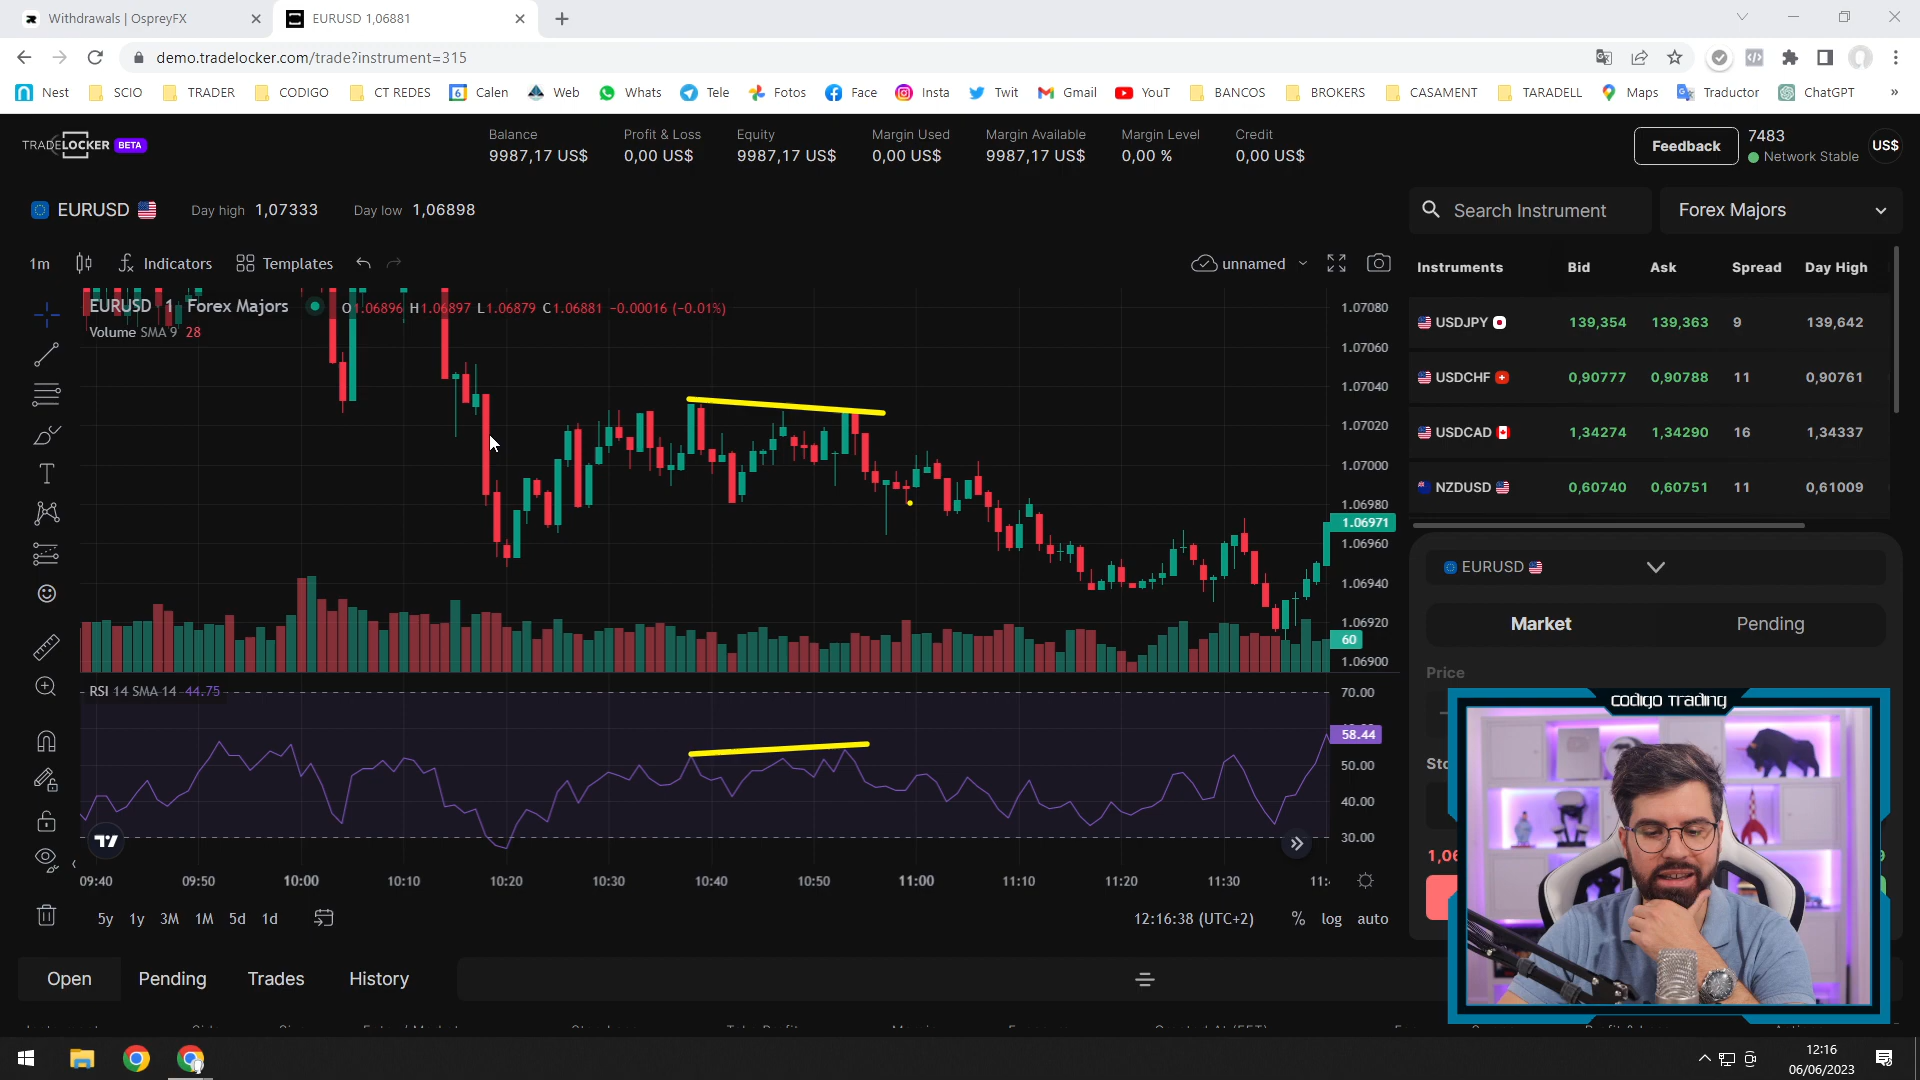 Withdrawals | OspreyFX
EURUSD 1,06881
demo.tradelocker.com/trade?instrument=315
Nest SCIO TRADER CODIGO CT REDES Calen Web Whats Tele Fotos Face Insta Twit Gmail YouT BANCOS BROKERS CASAMENT TARADELL Maps Traductor ChatGPT »
TRADELOCKER BETA
Balance Profit & Loss Equity Margin Used Margin Available Margin Level Credit
9987,17 US$ 0,00 US$ 9987,17 US$ 0,00 US$ 9987,17 US$ 0,00 % 0,00 US$
Feedback
7483
Network Stable
US$
EURUSD Day high 1,07333 Day low 1,06898
Search Instrument
Forex Majors
1m Indicators Templates unnamed
Instruments Bid Ask Spread Day High
USDJPY 139,354 139,363 9 139,642
USDCHF 0,90777 0,90788 11 0,90761
USDCAD 1,34274 1,34290 16 1,34337
NZDUSD 0,60740 0,60751 11 0,61009
EURUSD 1 Forex Majors O1.06896 H1.06897 L1.06879 C1.06881 −0.00016 (−0.01%)
Volume SMA 9 28
1.07080
1.07060
1.07040
1.07020
1.07000
1.06980
1.06971
1.06960
1.06940
1.06920
60
1.06900
RSI 14 SMA 14 44.75
70.00
58.44
50.00
40.00
30.00
09:40 09:50 10:00 10:10 10:20 10:30 10:40 10:50 11:00 11:10 11:20 11:30
5y 1y 3M 1M 5d 1d
12:16:38 (UTC+2) % log auto
EURUSD
Market Pending
Price
codigo Trading
Open Pending Trades History
12:16
06/06/2023